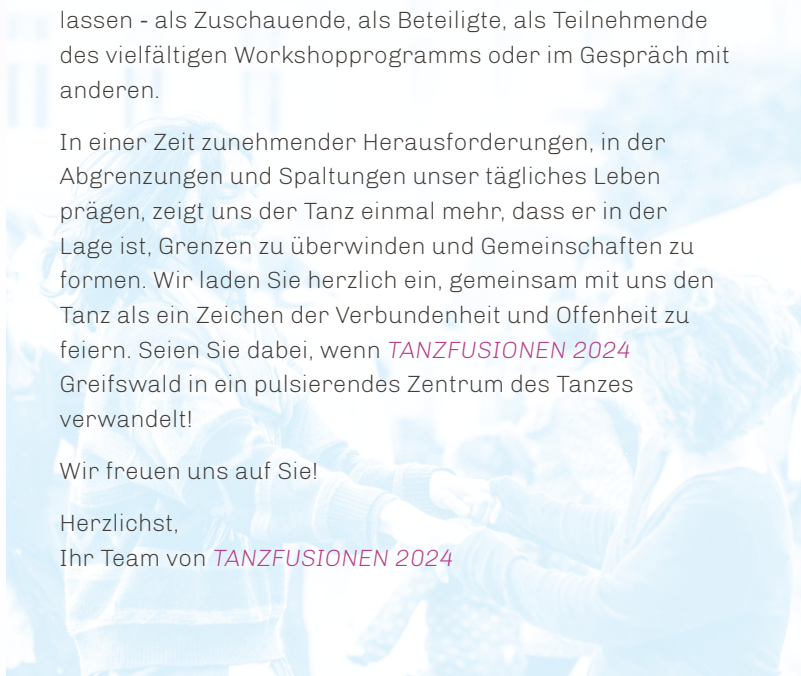 lassen - als Zuschauende, als Beteiligte, als Teilnehmende
des vielfältigen Workshopprogramms oder im Gespräch mit
anderen.
In einer Zeit zunehmender Herausforderungen, in der
Abgrenzungen und Spaltungen unser tägliches Leben
prägen, zeigt uns der Tanz einmal mehr, dass er in der
Lage ist, Grenzen zu überwinden und Gemeinschaften zu
formen. Wir laden Sie herzlich ein, gemeinsam mit uns den
Tanz als ein Zeichen der Verbundenheit und Offenheit zu
feiern. Seien Sie dabei, wenn TANZFUSIONEN 2024
Greifswald in ein pulsierendes Zentrum des Tanzes
verwandelt!
Wir freuen uns auf Sie!
Herzlichst,
Ihr Team von TANZFUSIONEN 2024